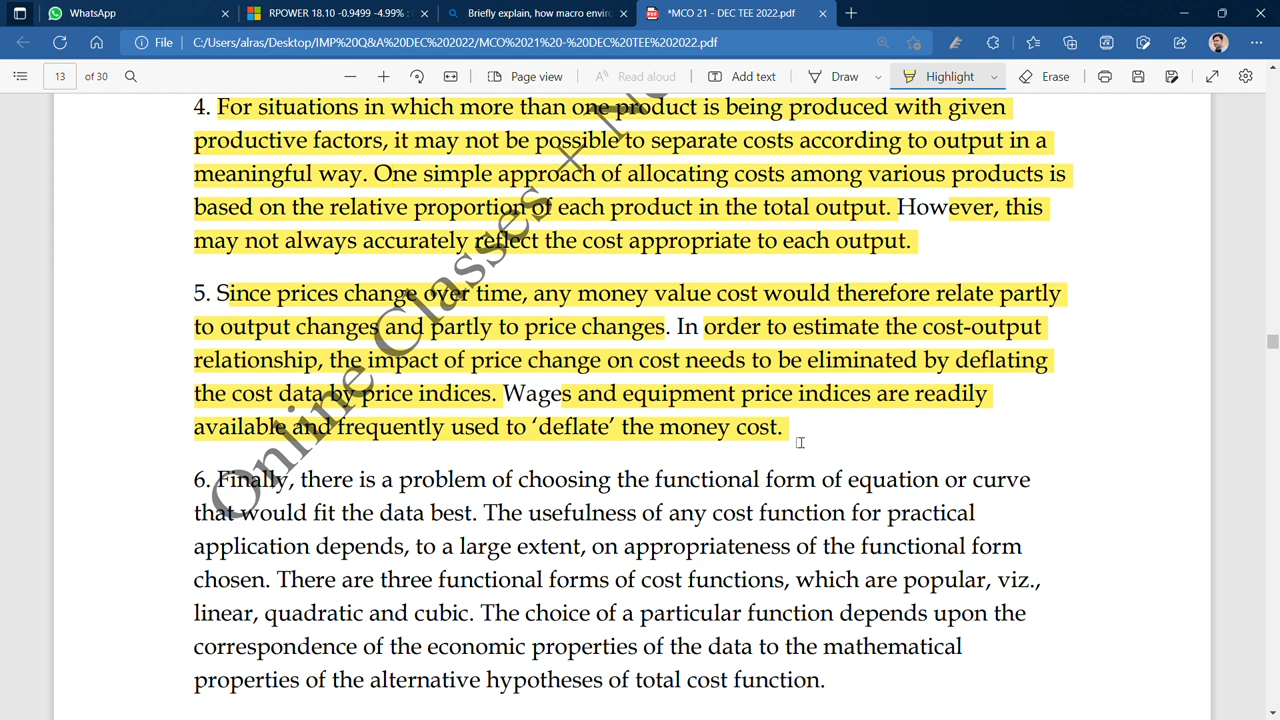 WhatsApp
RPOWER 18.10 -0.9499 -4.99% :
Briefly explain, how macro envir
*MCO 21 - DEC TEE 2022.pdf
File
C:/Users/alras/Desktop/IMP%20Q&A%20DEC%202022/MCO%2021%20-%20DEC%20TEE%202022.pdf
13 of 30
Page view
Read aloud
Add text
Draw
Highlight
Erase
4. For situations in which more than one product is being produced with given
productive factors, it may not be possible to separate costs according to output in a
meaningful way. One simple approach of allocating costs among various products is
based on the relative proportion of each product in the total output. However, this
may not always accurately reflect the cost appropriate to each output.
5. Since prices change over time, any money value cost would therefore relate partly
to output changes and partly to price changes. In order to estimate the cost-output
relationship, the impact of price change on cost needs to be eliminated by deflating
the cost data by price indices. Wages and equipment price indices are readily
available and frequently used to ‘deflate’ the money cost.
6. Finally, there is a problem of choosing the functional form of equation or curve
that would fit the data best. The usefulness of any cost function for practical
application depends, to a large extent, on appropriateness of the functional form
chosen. There are three functional forms of cost functions, which are popular, viz.,
linear, quadratic and cubic. The choice of a particular function depends upon the
correspondence of the economic properties of the data to the mathematical
properties of the alternative hypotheses of total cost function.
Online Classes +